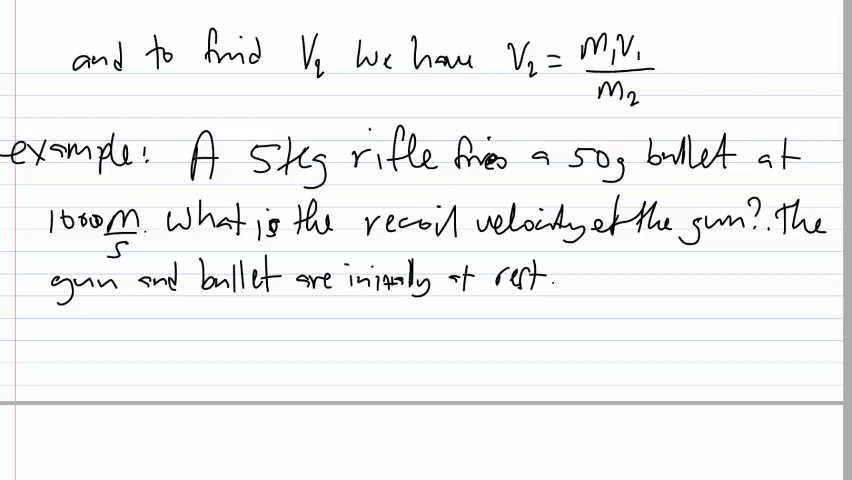 and to find V₂ we have V₂ = m₁v₁/m₂
example: A 5kg rifle fires a 50g bullet at
1000 m/s. What is the recoil velocity of the gun?. The
gun and bullet are initially at rest.